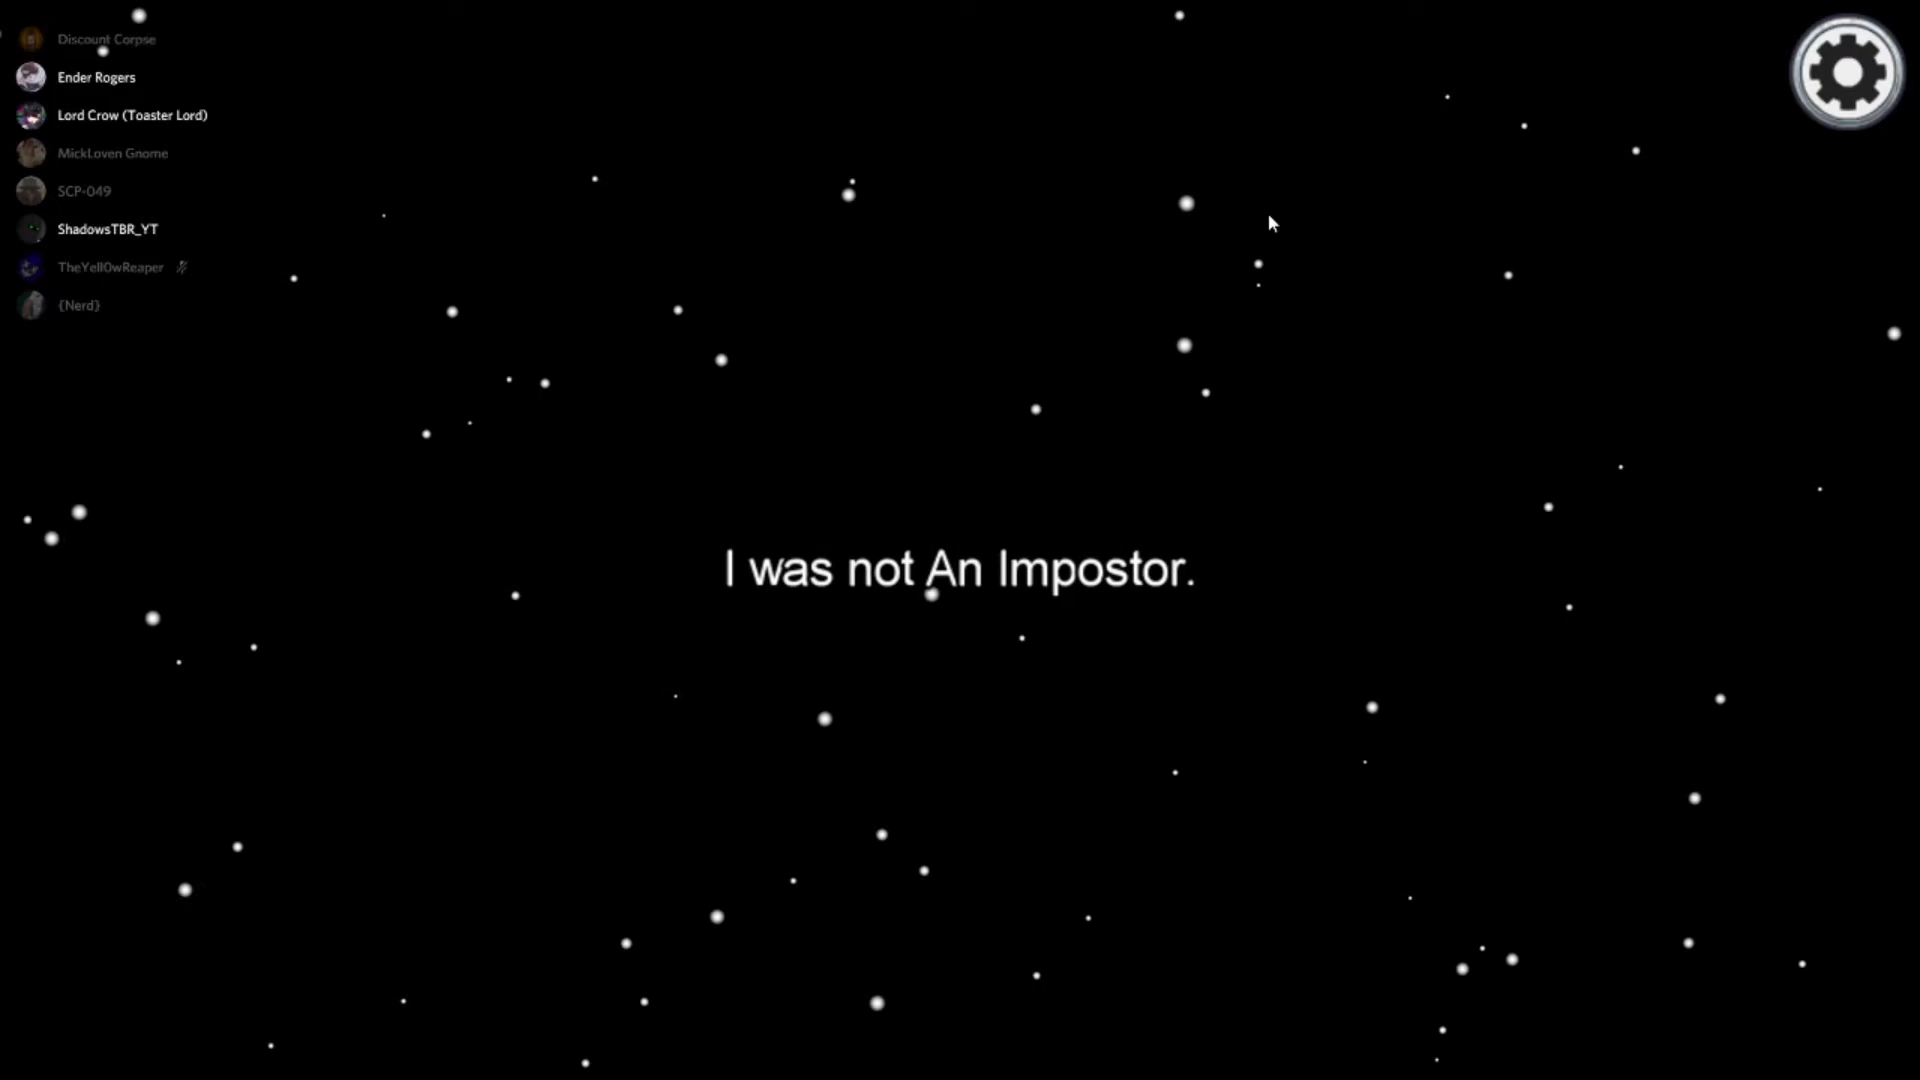 Discount Corpse
Ender Rogers
Lord Crow (Toaster Lord)
MickLoven Gnome
SCP-049
ShadowsTBR_YT
TheYell0wReaper
{Nerd}
I was not An Impostor.